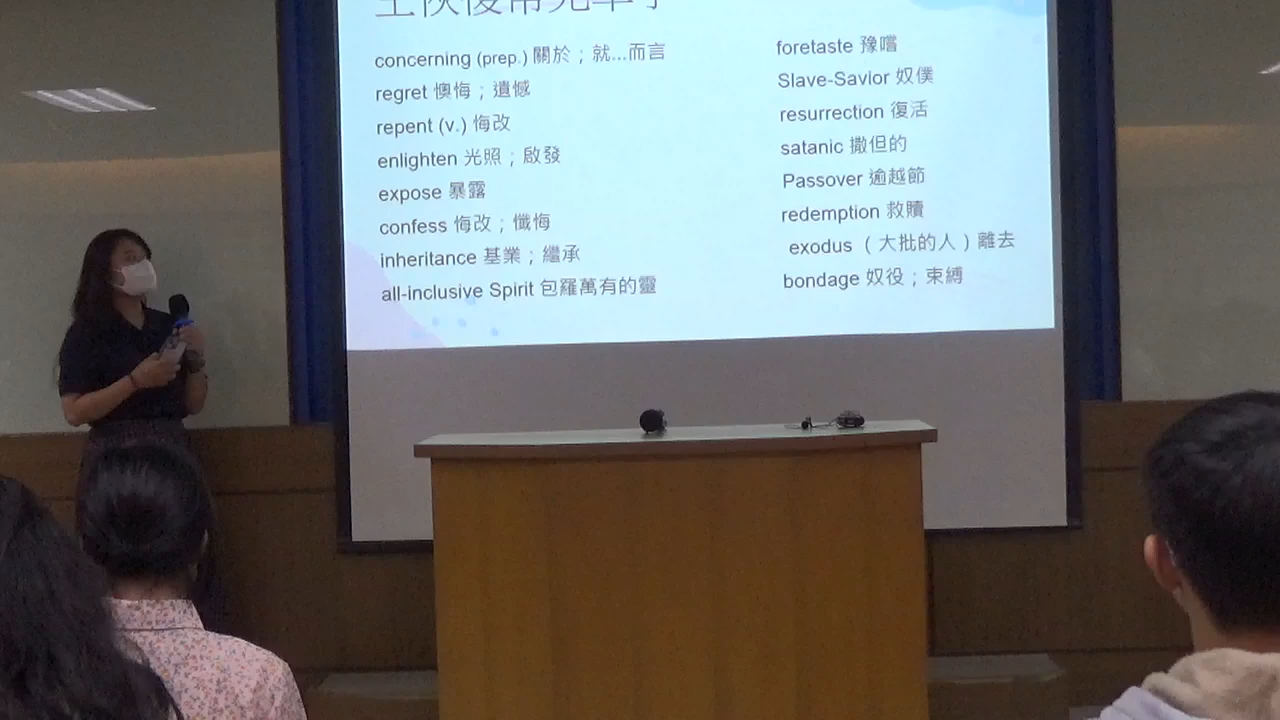 concerning (prep.) 關於；就...而言
regret 懊悔；遺憾
repent (v.) 悔改
enlighten 光照；啟發
expose 暴露
confess 悔改；懺悔
inheritance 基業；繼承
all-inclusive Spirit 包羅萬有的靈
foretaste 豫嚐
Slave-Savior 奴僕
resurrection 復活
satanic 撒但的
Passover 逾越節
redemption 救贖
exodus （大批的人）離去
bondage 奴役；束縛